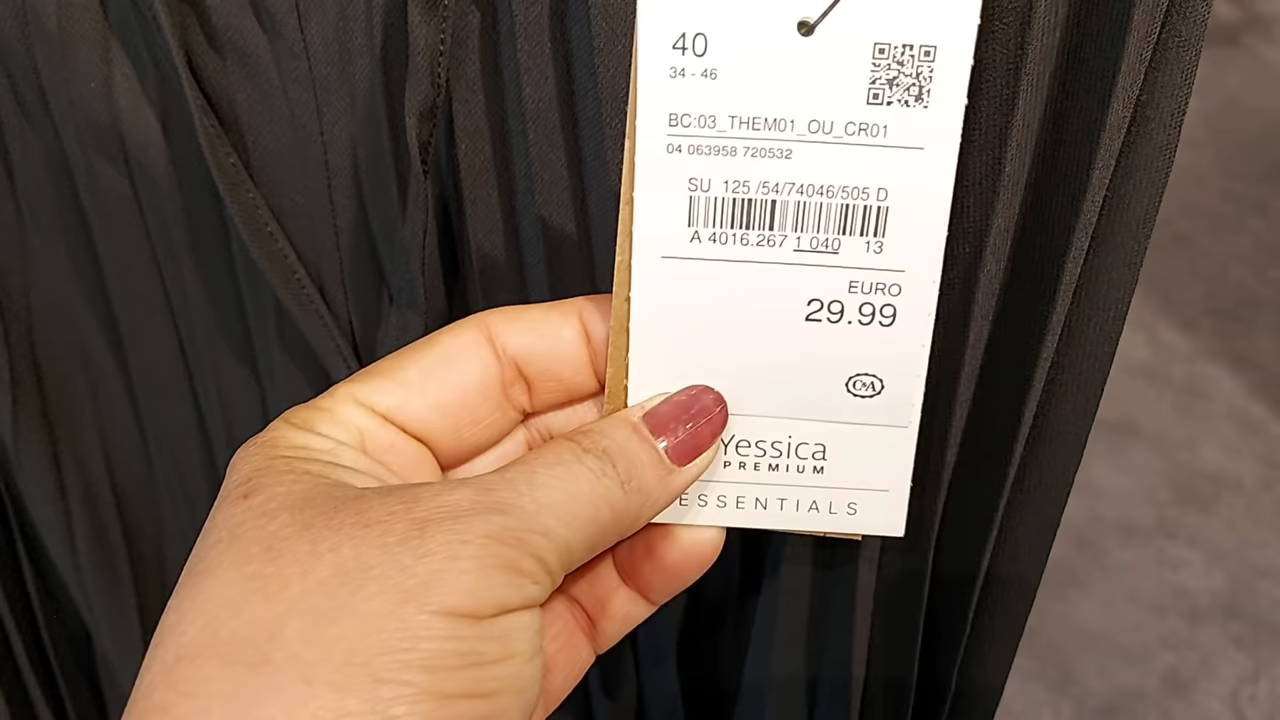 40
34 - 46
BC:03_THEM01_OU_CR01
04 063958 720532
SU 125 /54/74046/505 D
A 4016.267 1 040 13
EURO
29.99
C&A
Yessica
PREMIUM
ESSENTIALS